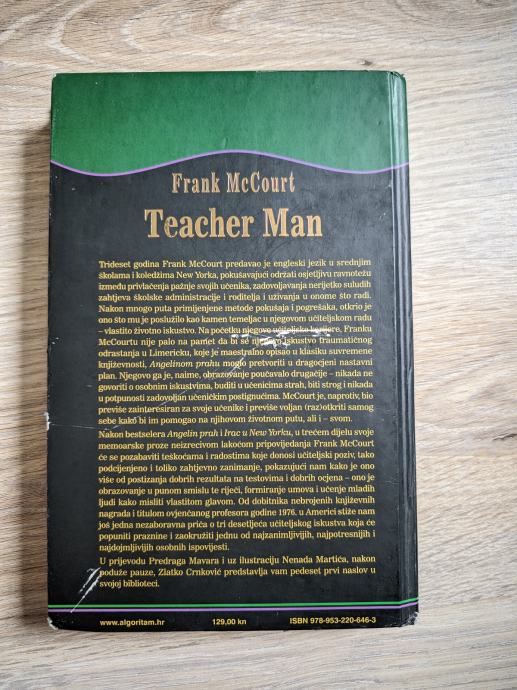 Frank McCourt
Teacher Man
Trideset godina Frank McCourt predavao je engleski jezik u srednjim
školama i koledžima New Yorka, pokušavajući održati osjetljivu ravnotežu
između privlačenja pažnje svojih učenika, zadovoljavanja nerijetko suludih
zahtjeva školske administracije i roditelja i uživanja u onome što radi.
Nakon mnogo puta primijenjene metode pokušaja i pogrešaka, otkrio je
ono što mu je poslužilo kao kamen temeljac u njegovom učiteljskom radu
– vlastito životno iskustvo. Na početku njegove učiteljske karijere, Franku
McCourtu nije palo na pamet da bi se njegovo iskustvo traumatičnog
odrastanja u Limericku, koje je maestralno opisao u klasiku suvremene
književnosti, Angelinom prahu moglo pretvoriti u dragocjeni nastavni
plan. Njegovo ga je, naime, obrazovanje poučavalo drugačije – nikada ne
govoriti o osobnim iskustvima, buditi u učenicima strah, biti strog i nikada
u potpunosti zadovoljan učeničkim postignućima. McCourt je, naprotiv, bio
previše zainteresiran za svoje učenike i previše voljan (raz)otkriti samog
sebe kako bi im pomogao na njihovom putu, ali i – svom.
Nakon bestselera Angelin prah i Irac u New Yorku, u trećem dijelu svoje
memoarske proze neizrecivom lakoćom pripovijedanja Frank McCourt
će se pozabaviti teškoćama i radostima koje donosi učiteljski poziv, tako
podcijenjeno i toliko zahtjevno zanimanje, pokazujući nam kako je ono
više od postizanja dobrih rezultata na testovima i dobrih ocjena – ono je
obrazovanje u punom smislu te riječi, formiranje umova i učenje mladih
ljudi kako misliti vlastitom glavom. Od dobitnika nebrojenih književnih
nagrada i titulom ovjenčanog profesora godine 1976. u Americi stiže nam
još jedna nezaboravna priča o tri desetljeća učiteljskog iskustva koja će
popuniti praznine i zaokružiti jednu od najzanimljivijih, najpotresnijih i
najdojmljivijih osobnih ispovijesti.
U prijevodu Predraga Mavara i uz ilustraciju Nenada Martića, nakon
poduže pauze, Zlatko Crnković predstavlja vam pedeset prvi naslov u
svojoj biblioteci.
www.algoritam.hr
129,00 kn
ISBN 978-953-220-646-3